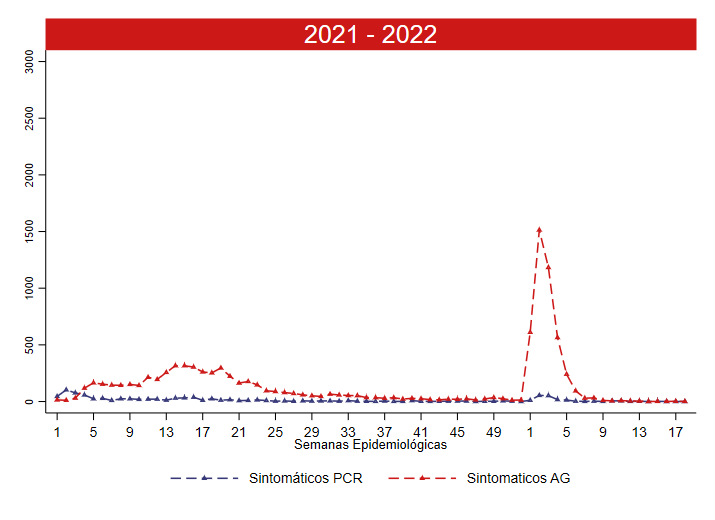 2021 - 2022
3000
2500
2000
1500
1000
500
0
1 5 9 13 17 21 25 29 33 37 41 45 49 1 5 9 13 17
Semanas Epidemiológicas
Sintomáticos PCR Sintomaticos AG